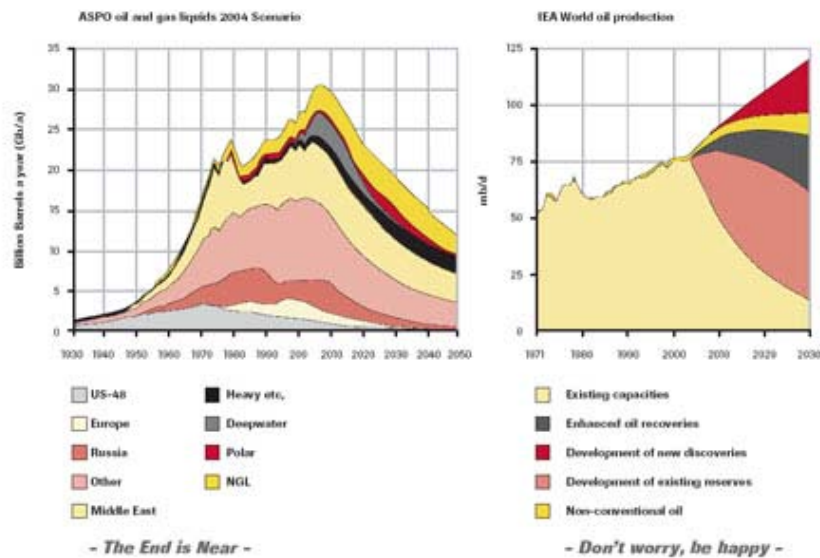 ASPO oil and gas liquids 2004 Scenario
35
30
25
20
15
10
5
0
Billion Barrels a year (Gb/a)
1930 1940 1950 1960 1970 1980 1990 200 2010 2020 2030 2040 2050
US-48
Europe
Russia
Other
Middle East
Heavy etc,
Deepwater
Polar
NGL
- The End is Near -
IEA World oil production
125
100
75
50
25
0
mb/d
1971 1980 1990 2000 2010 2020 2030
Existing capacities
Enhanced oil recoveries
Development of new discoveries
Development of existing reserves
Non-conventional oil
- Don't worry, be happy -